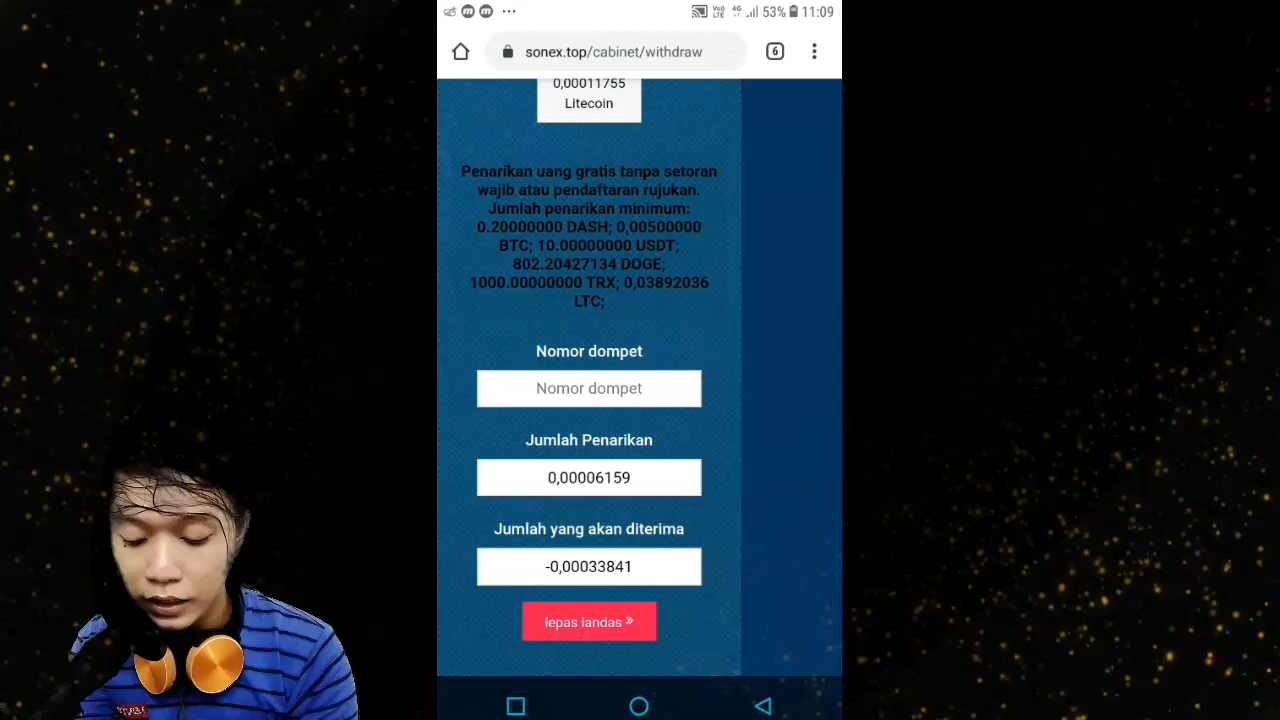 53% 11:09
sonex.top/cabinet/withdraw
6
0,00011755
Litecoin
Penarikan uang gratis tanpa setoran
wajib atau pendaftaran rujukan.
Jumlah penarikan minimum:
0.20000000 DASH; 0,00500000
BTC; 10.00000000 USDT;
802.20427134 DOGE;
1000.00000000 TRX; 0,03892036
LTC;
Nomor dompet
Nomor dompet
Jumlah Penarikan
0,00006159
Jumlah yang akan diterima
-0,00033841
lepas landas »